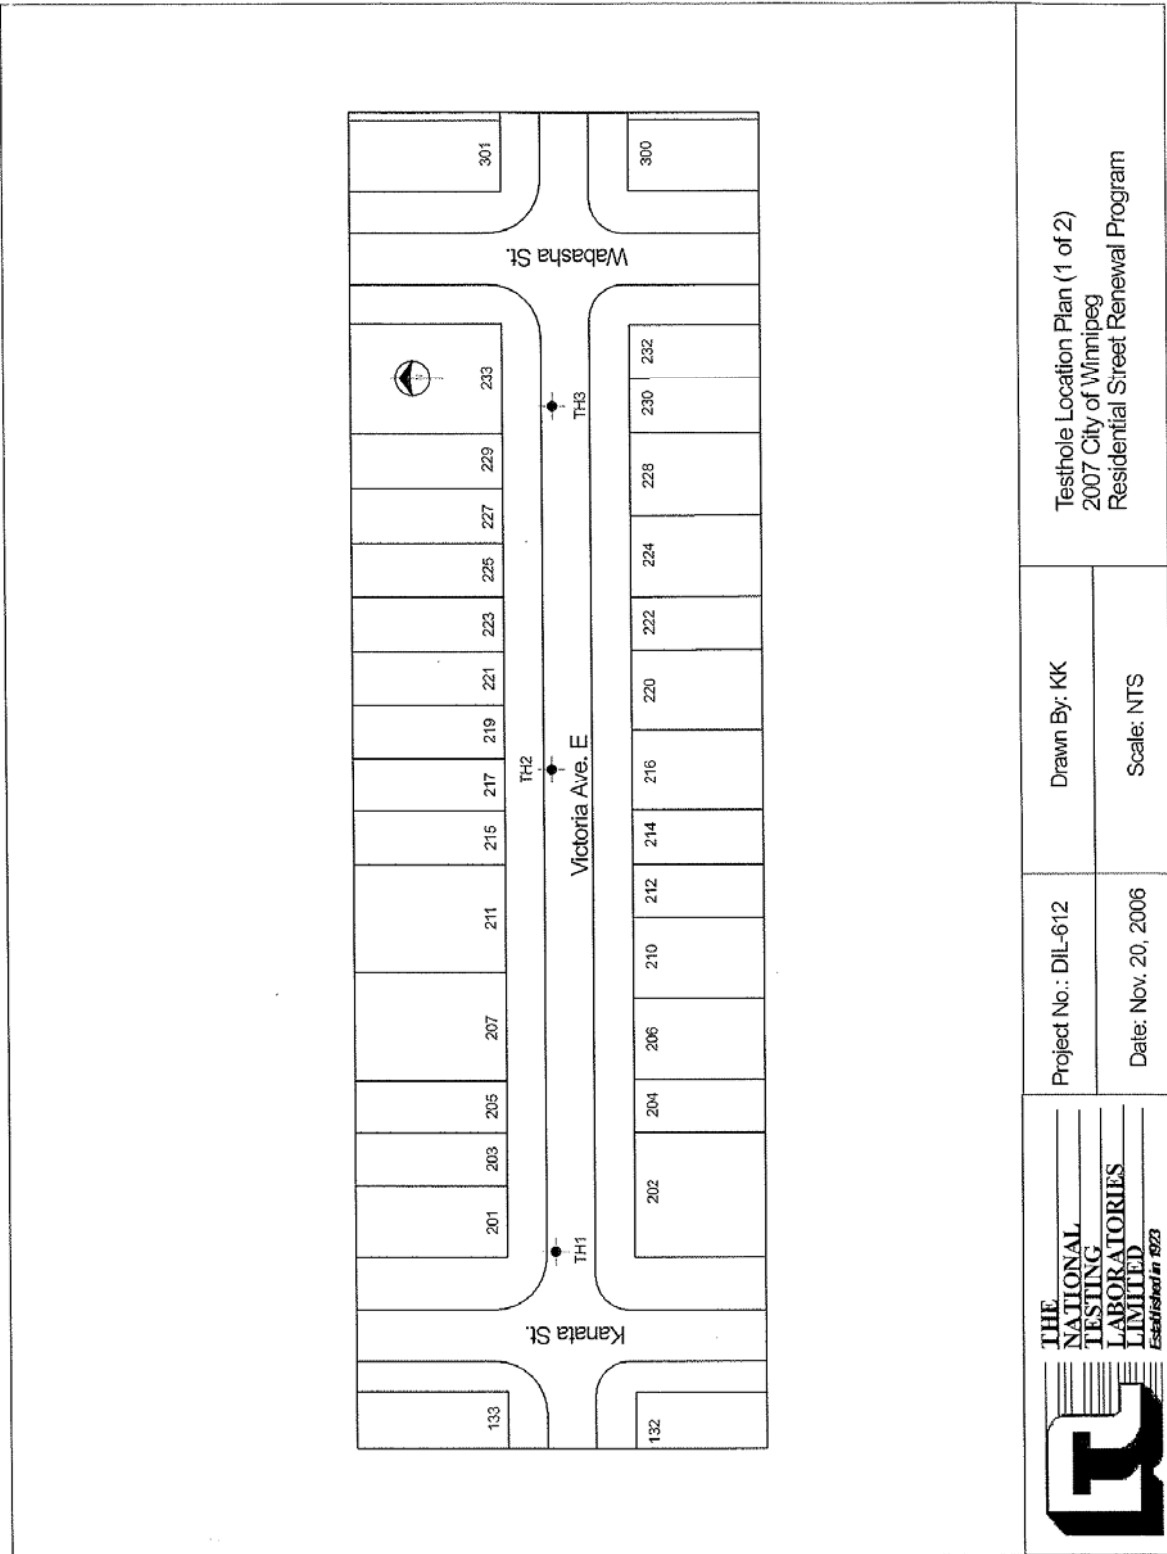 301
300
Wabasha St.
233
N
232
230
TH3
229
228
227
225
224
223
222
221
220
219
TH2
Victoria Ave. E
217
216
215
214
212
211
210
207
206
205
204
203
202
201
TH1
Kanata St.
133
132
THE
NATIONAL
TESTING
LABORATORIES
LIMITED
Established in 1923
Project No.: DIL-612
Date: Nov. 20, 2006
Drawn By: KK
Scale: NTS
Testhole Location Plan (1 of 2)
2007 City of Winnipeg
Residential Street Renewal Program